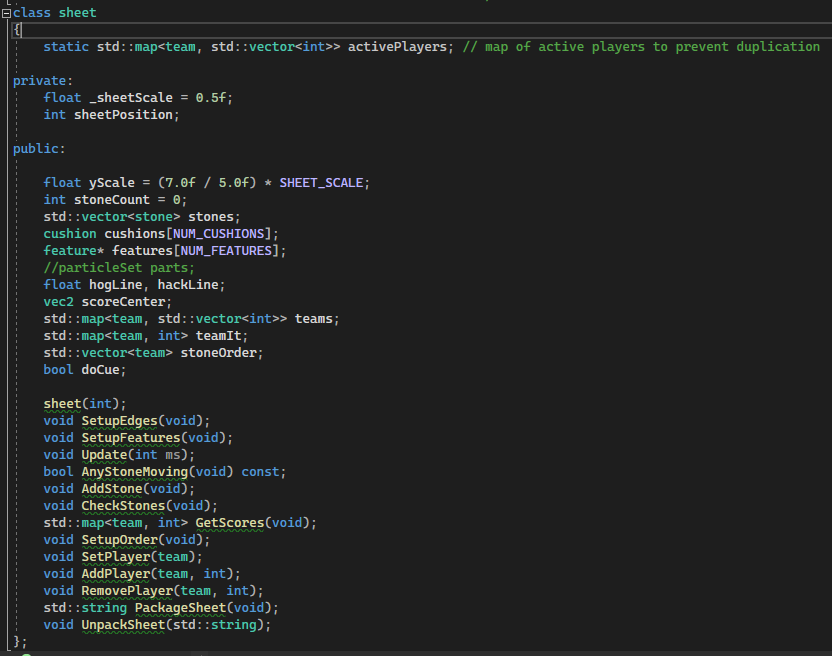 class sheet
{
    static std::map<team, std::vector<int>> activePlayers; // map of active players to prevent duplication

private:
    float _sheetScale = 0.5f;
    int sheetPosition;

public:

    float yScale = (7.0f / 5.0f) * SHEET_SCALE;
    int stoneCount = 0;
    std::vector<stone> stones;
    cushion cushions[NUM_CUSHIONS];
    feature* features[NUM_FEATURES];
    //particleSet parts;
    float hogLine, hackLine;
    vec2 scoreCenter;
    std::map<team, std::vector<int>> teams;
    std::map<team, int> teamIt;
    std::vector<team> stoneOrder;
    bool doCue;

    sheet(int);
    void SetupEdges(void);
    void SetupFeatures(void);
    void Update(int ms);
    bool AnyStoneMoving(void) const;
    void AddStone(void);
    void CheckStones(void);
    std::map<team, int> GetScores(void);
    void SetupOrder(void);
    void SetPlayer(team);
    void AddPlayer(team, int);
    void RemovePlayer(team, int);
    std::string PackageSheet(void);
    void UnpackSheet(std::string);
};